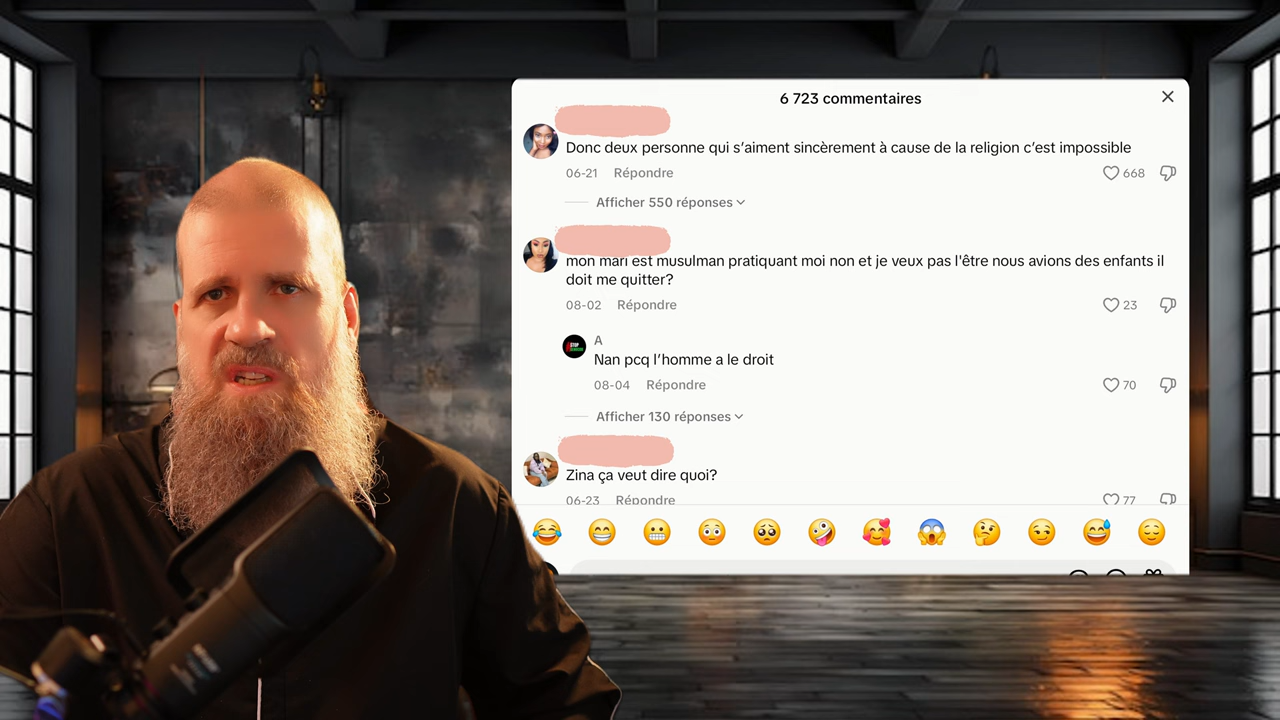 6 723 commentaires
Donc deux personne qui s’aiment sincèrement à cause de la religion c’est impossible
06-21 Répondre 668
Afficher 550 réponses
mon mari est musulman pratiquant moi non et je veux pas l'être nous avions des enfants il
doit me quitter?
08-02 Répondre 23
A
Nan pcq l’homme a le droit
08-04 Répondre 70
Afficher 130 réponses
Zina ça veut dire quoi?
06-23 Répondre 77